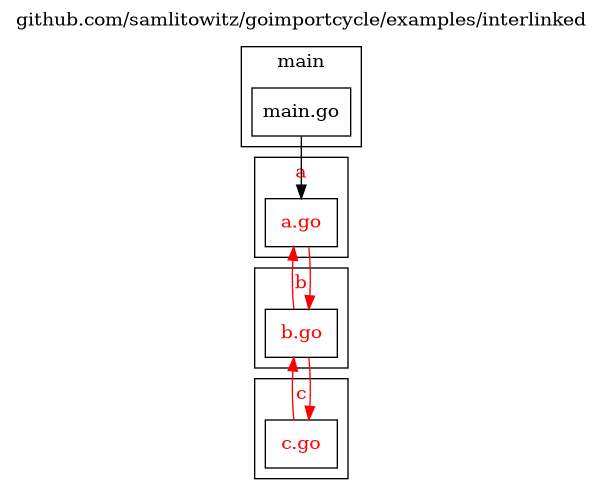 github.com/samlitowitz/goimportcycle/examples/interlinked
main
main.go
a
a.go
b
b.go
c
c.go